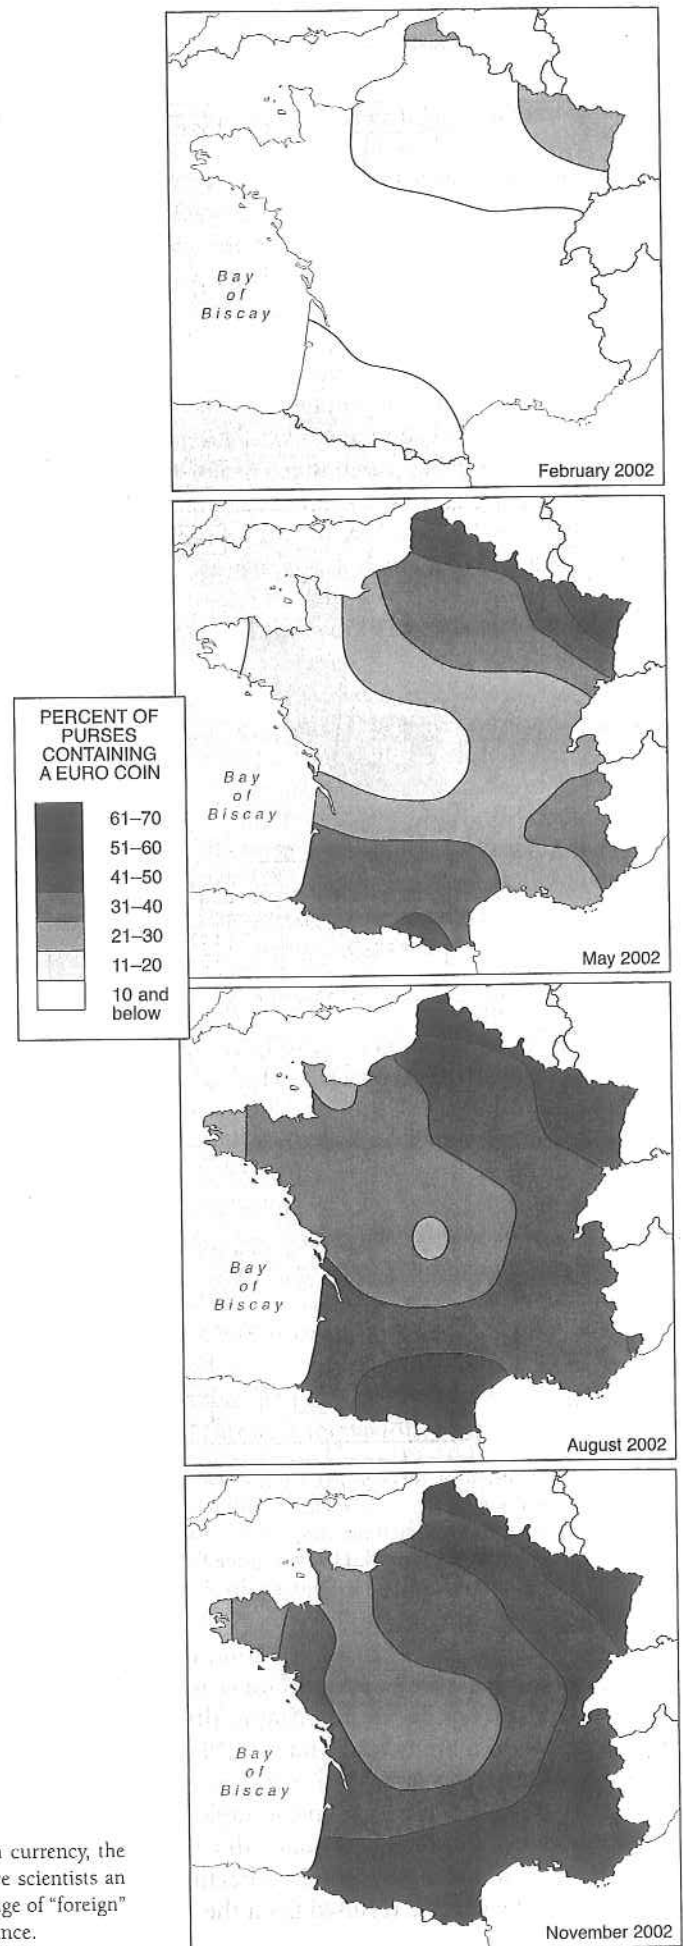 Bay
of
Biscay
February 2002
PERCENT OF
PURSES
CONTAINING
A EURO COIN
61–70
51–60
41–50
31–40
21–30
11–20
10 and
below
Bay
of
Biscay
May 2002
Bay
of
Biscay
August 2002
Bay
of
Biscay
November 2002
currency, the
scientists an
of “foreign”